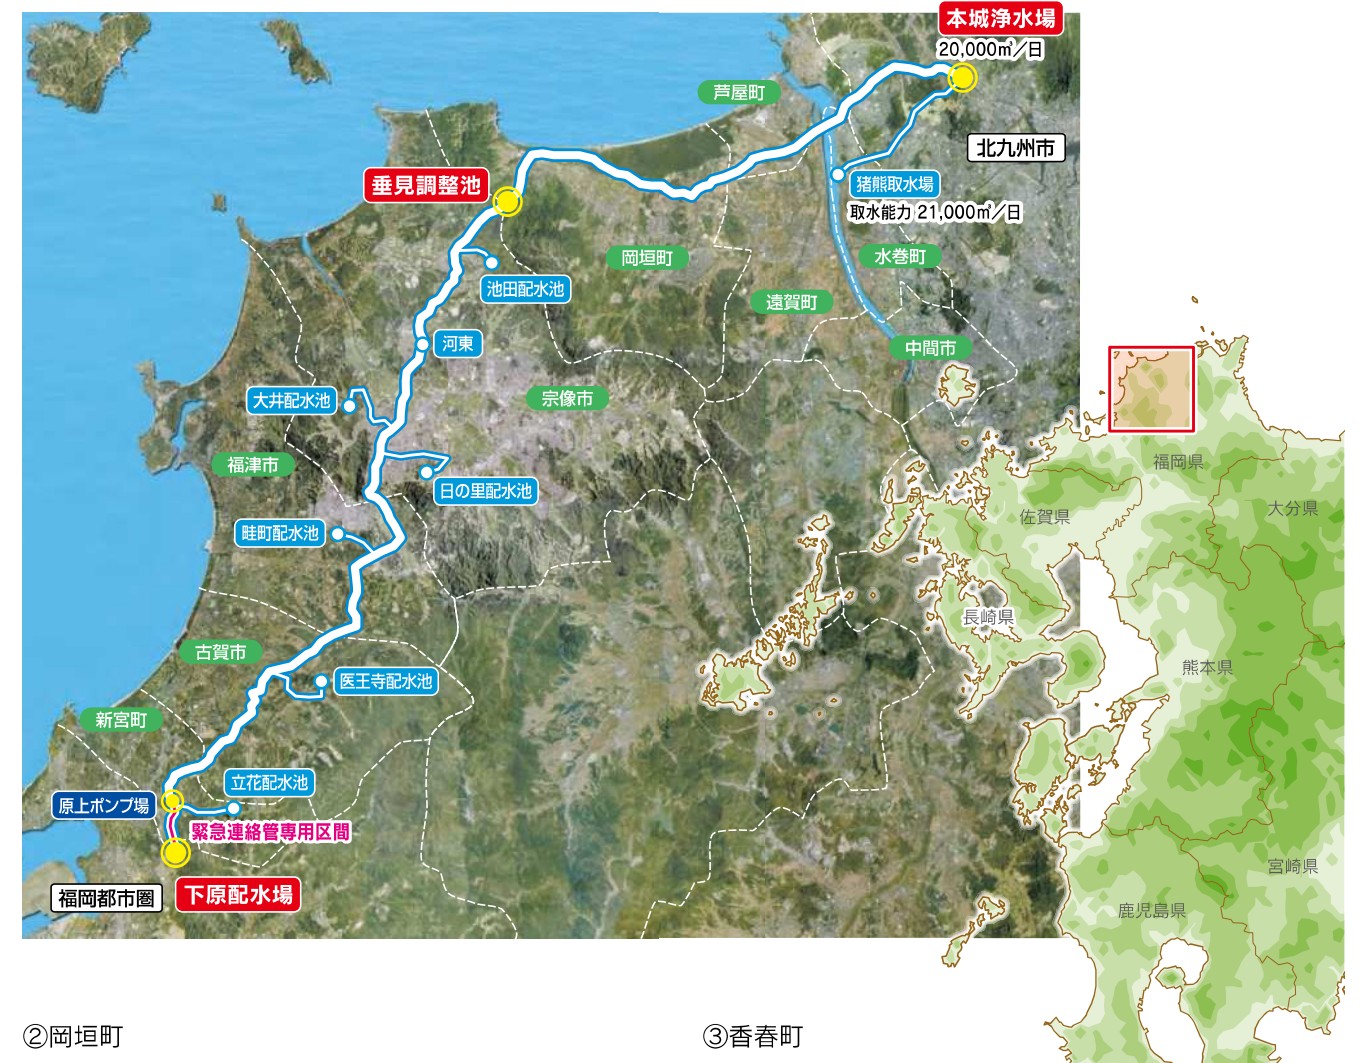 本城浄水場
20,000㎥/日
芦屋町
北九州市
垂見調整池
猪熊取水場
取水能力 21,000㎥/日
岡垣町
水巻町
池田配水池
遠賀町
河東
中間市
大井配水池
宗像市
福津市
日の里配水池
畦町配水池
古賀市
医王寺配水池
新宮町
立花配水池
原上ポンプ場
緊急連絡管専用区間
福岡都市圏
下原配水場
福岡県
大分県
佐賀県
長崎県
熊本県
宮崎県
鹿児島県
②岡垣町
③香春町